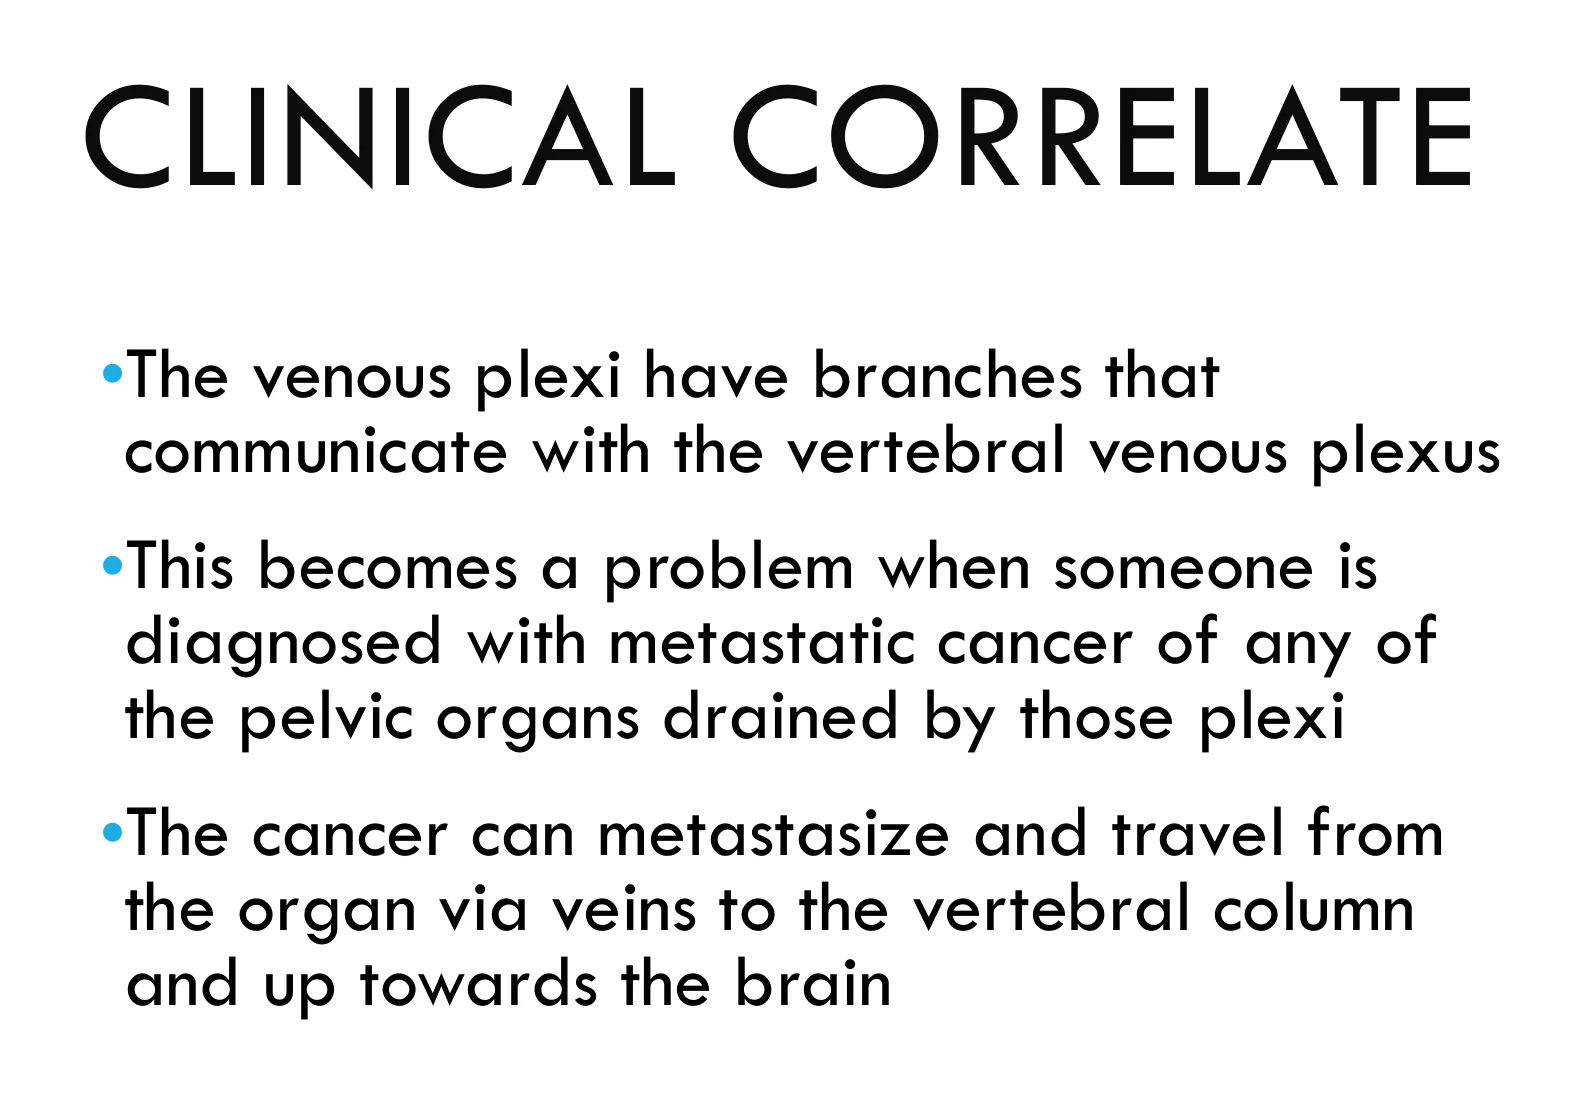 CLINICAL CORRELATE
•The venous plexi have branches that
communicate with the vertebral venous plexus
•This becomes a problem when someone is
diagnosed with metastatic cancer of any of
the pelvic organs drained by those plexi
•The cancer can metastasize and travel from
the organ via veins to the vertebral column
and up towards the brain